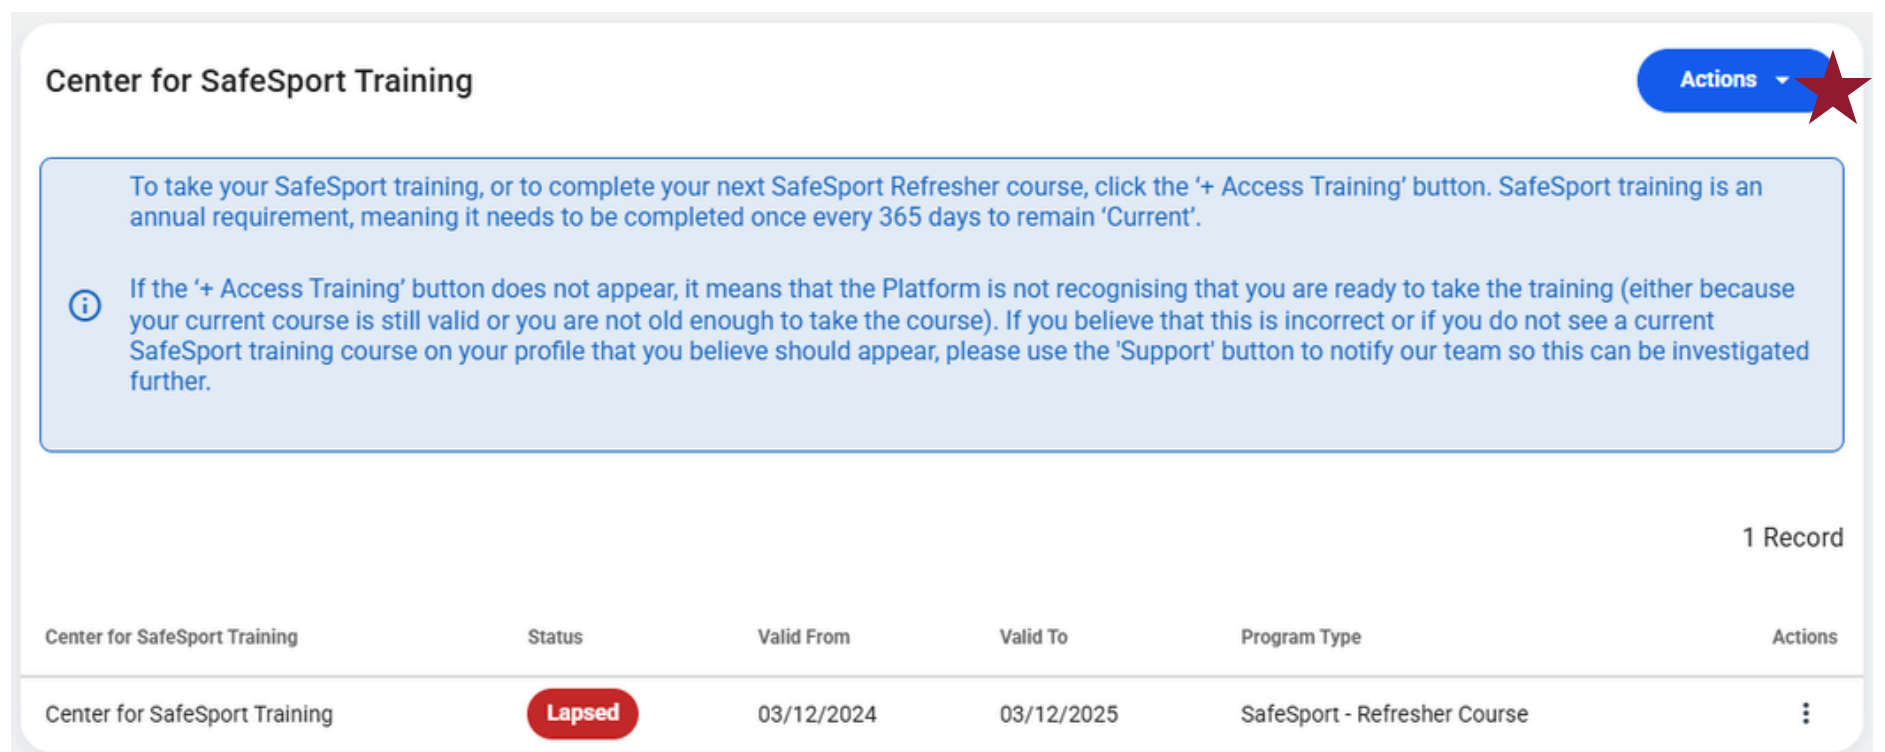 Center for SafeSport Training
Actions
To take your SafeSport training, or to complete your next SafeSport Refresher course, click the ‘+ Access Training’ button. SafeSport training is an
annual requirement, meaning it needs to be completed once every 365 days to remain ‘Current’.
If the ‘+ Access Training’ button does not appear, it means that the Platform is not recognising that you are ready to take the training (either because
your current course is still valid or you are not old enough to take the course). If you believe that this is incorrect or if you do not see a current
SafeSport training course on your profile that you believe should appear, please use the 'Support' button to notify our team so this can be investigated
further.
1 Record
Center for SafeSport Training Status Valid From Valid To Program Type Actions
Center for SafeSport Training Lapsed 03/12/2024 03/12/2025 SafeSport - Refresher Course